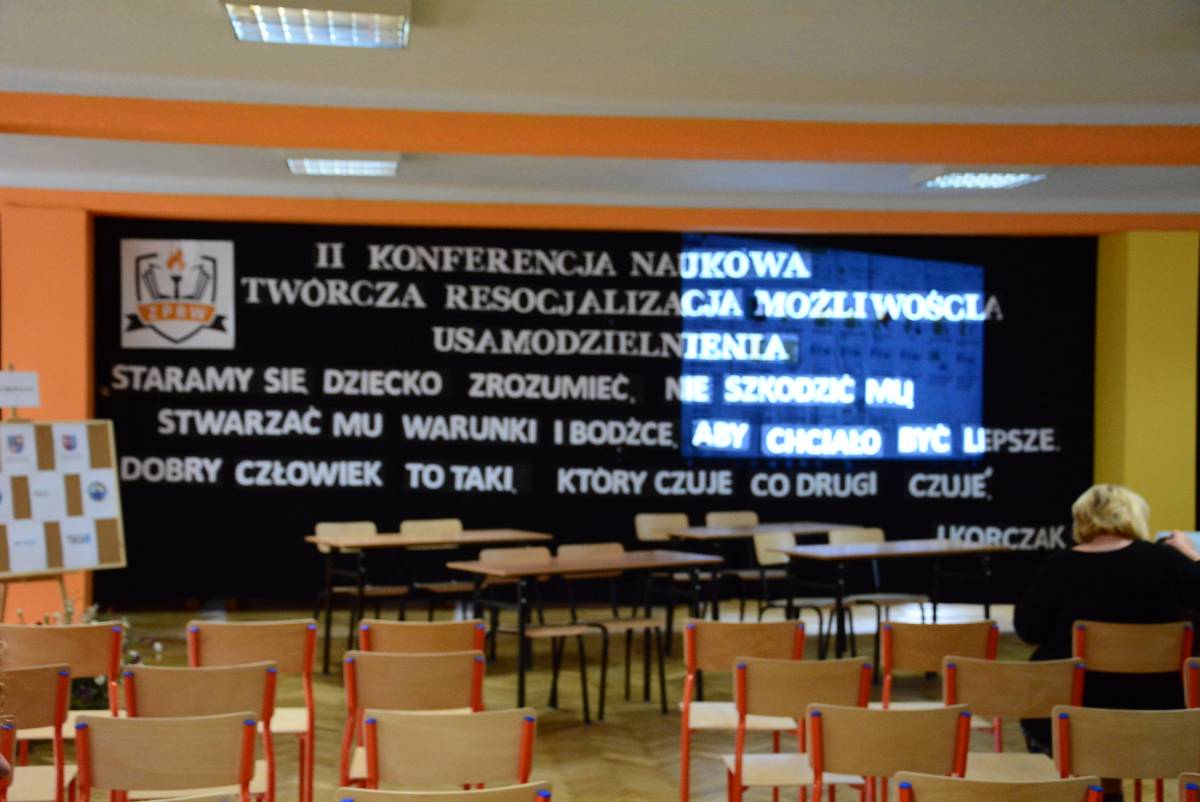 II KONFERENCJA NAUKOWA
TWÓRCZA RESOCJALIZACJA MOŻLIWOŚCIĄ
USAMODZIELNIENIA
STARAMY SIĘ DZIECKO ZROZUMIEĆ, NIE SZKODZIĆ MU,
STWARZAĆ MU WARUNKI I BODŹCE, ABY CHCIAŁO BYĆ LEPSZE.
DOBRY CZŁOWIEK TO TAKI, KTÓRY CZUJE CO DRUGI CZUJE.
J.KORCZAK
ZPRW